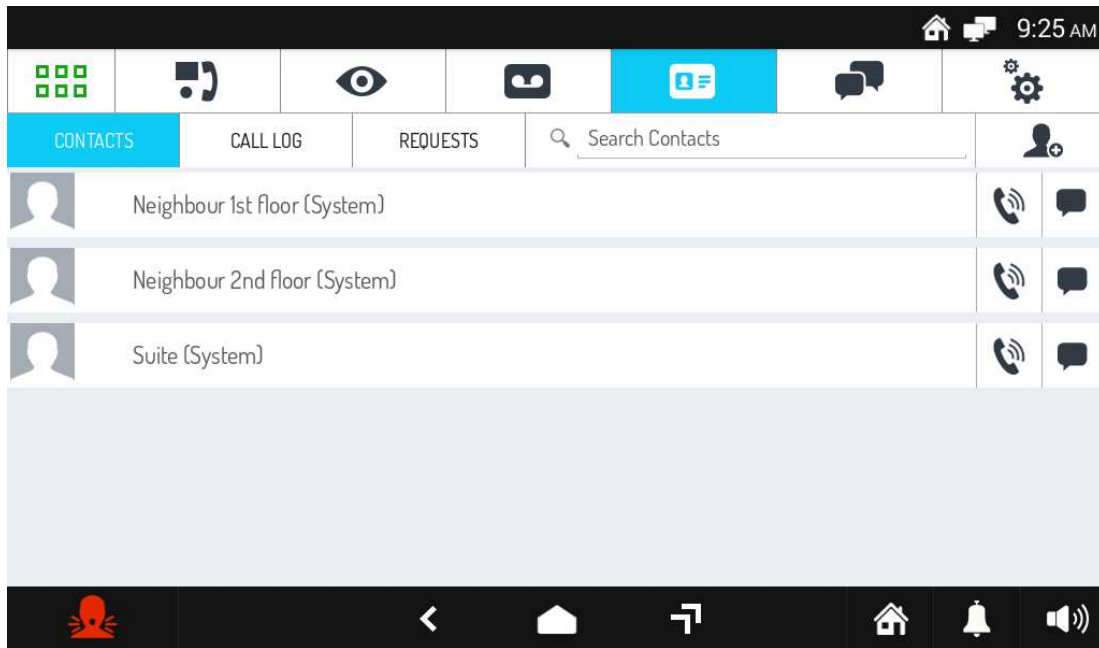 9:25 AM
CONTACTS CALL LOG REQUESTS Search Contacts
Neighbour 1st floor (System)
Neighbour 2nd floor (System)
Suite (System)